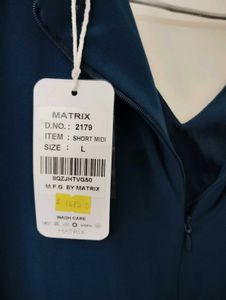 MATRIX
D.NO. : 2179
ITEM : SHORT MIDI
SIZE : L
M.F.G BY MATRIX
WASH CARE
MATRIX